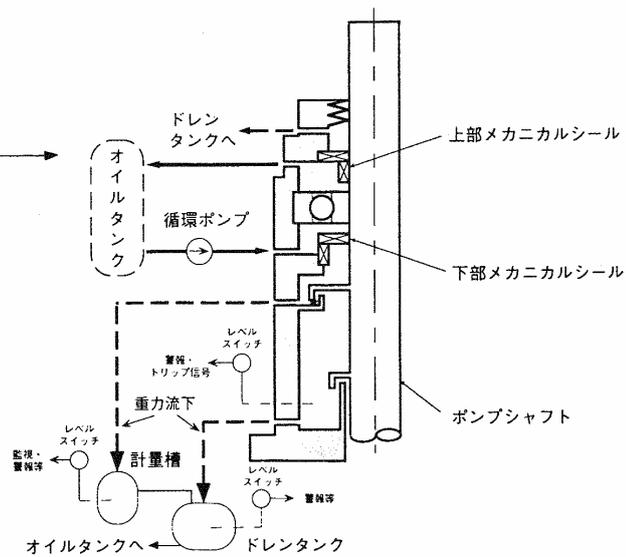 ドレン
タンクへ
上部メカニカルシール
オイルタンク
循環ポンプ
下部メカニカルシール
レベル
スイッチ
警報・
トリップ信号
重力流下
ポンプシャフト
レベル
スイッチ
監視・
警報等
計量槽
レベル
スイッチ
警報等
オイルタンクへ
ドレンタンク